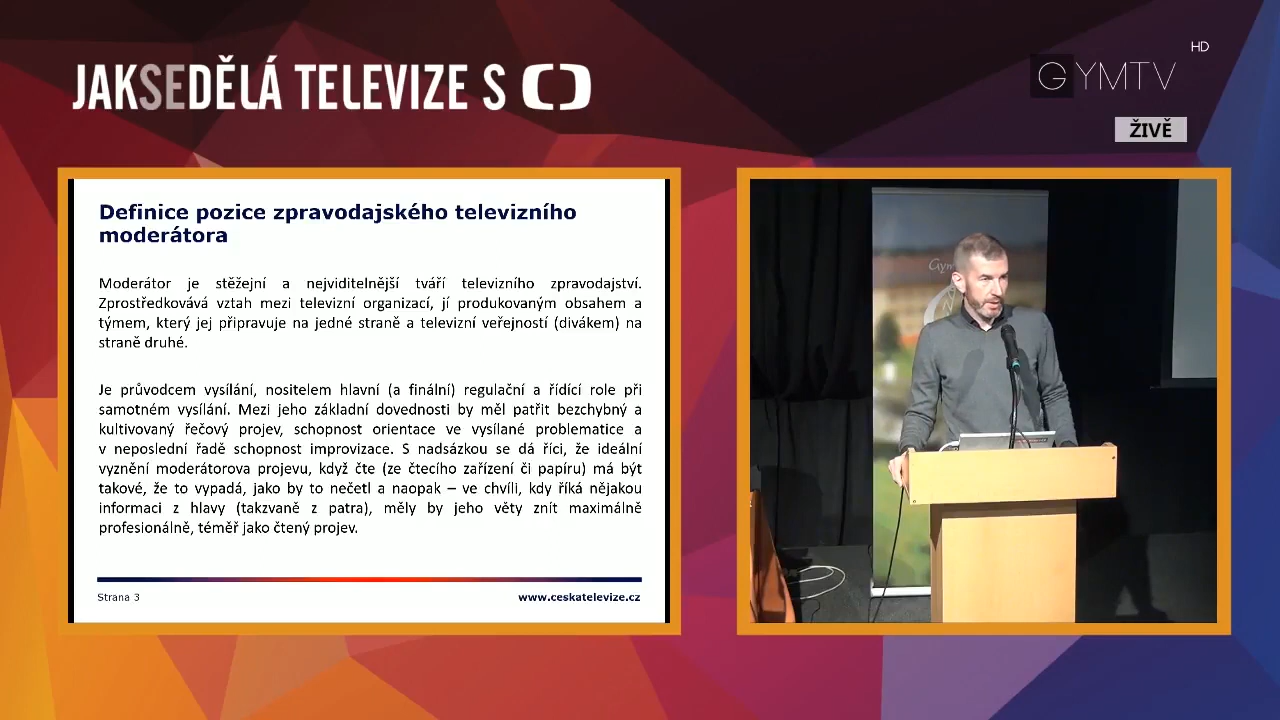 JAKSEDĚLÁ TELEVIZE S
GYMTV
HD
ŽIVĚ
Definice pozice zpravodajského televizního
moderátora
Moderátor je stěžejní a nejviditelnější tváří televizního zpravodajství.
Zprostředkovává vztah mezi televizní organizací, jí produkovaným obsahem a
týmem, který jej připravuje na jedné straně a televizní veřejností (divákem) na
straně druhé.
Je průvodcem vysílání, nositelem hlavní (a finální) regulační a řídící role při
samotném vysílání. Mezi jeho základní dovednosti by měl patřit bezchybný a
kultivovaný řečový projev, schopnost orientace ve vysílané problematice a
v neposlední řadě schopnost improvizace. S nadsázkou se dá říci, že ideální
vyznění moderátorova projevu, když čte (ze čtecího zařízení či papíru) má být
takové, že to vypadá, jako by to nečetl a naopak – ve chvíli, kdy říká nějakou
informaci z hlavy (takzvaně z patra), měly by jeho věty znít maximálně
profesionálně, téměř jako čtený projev.
Strana 3
www.ceskatelevize.cz